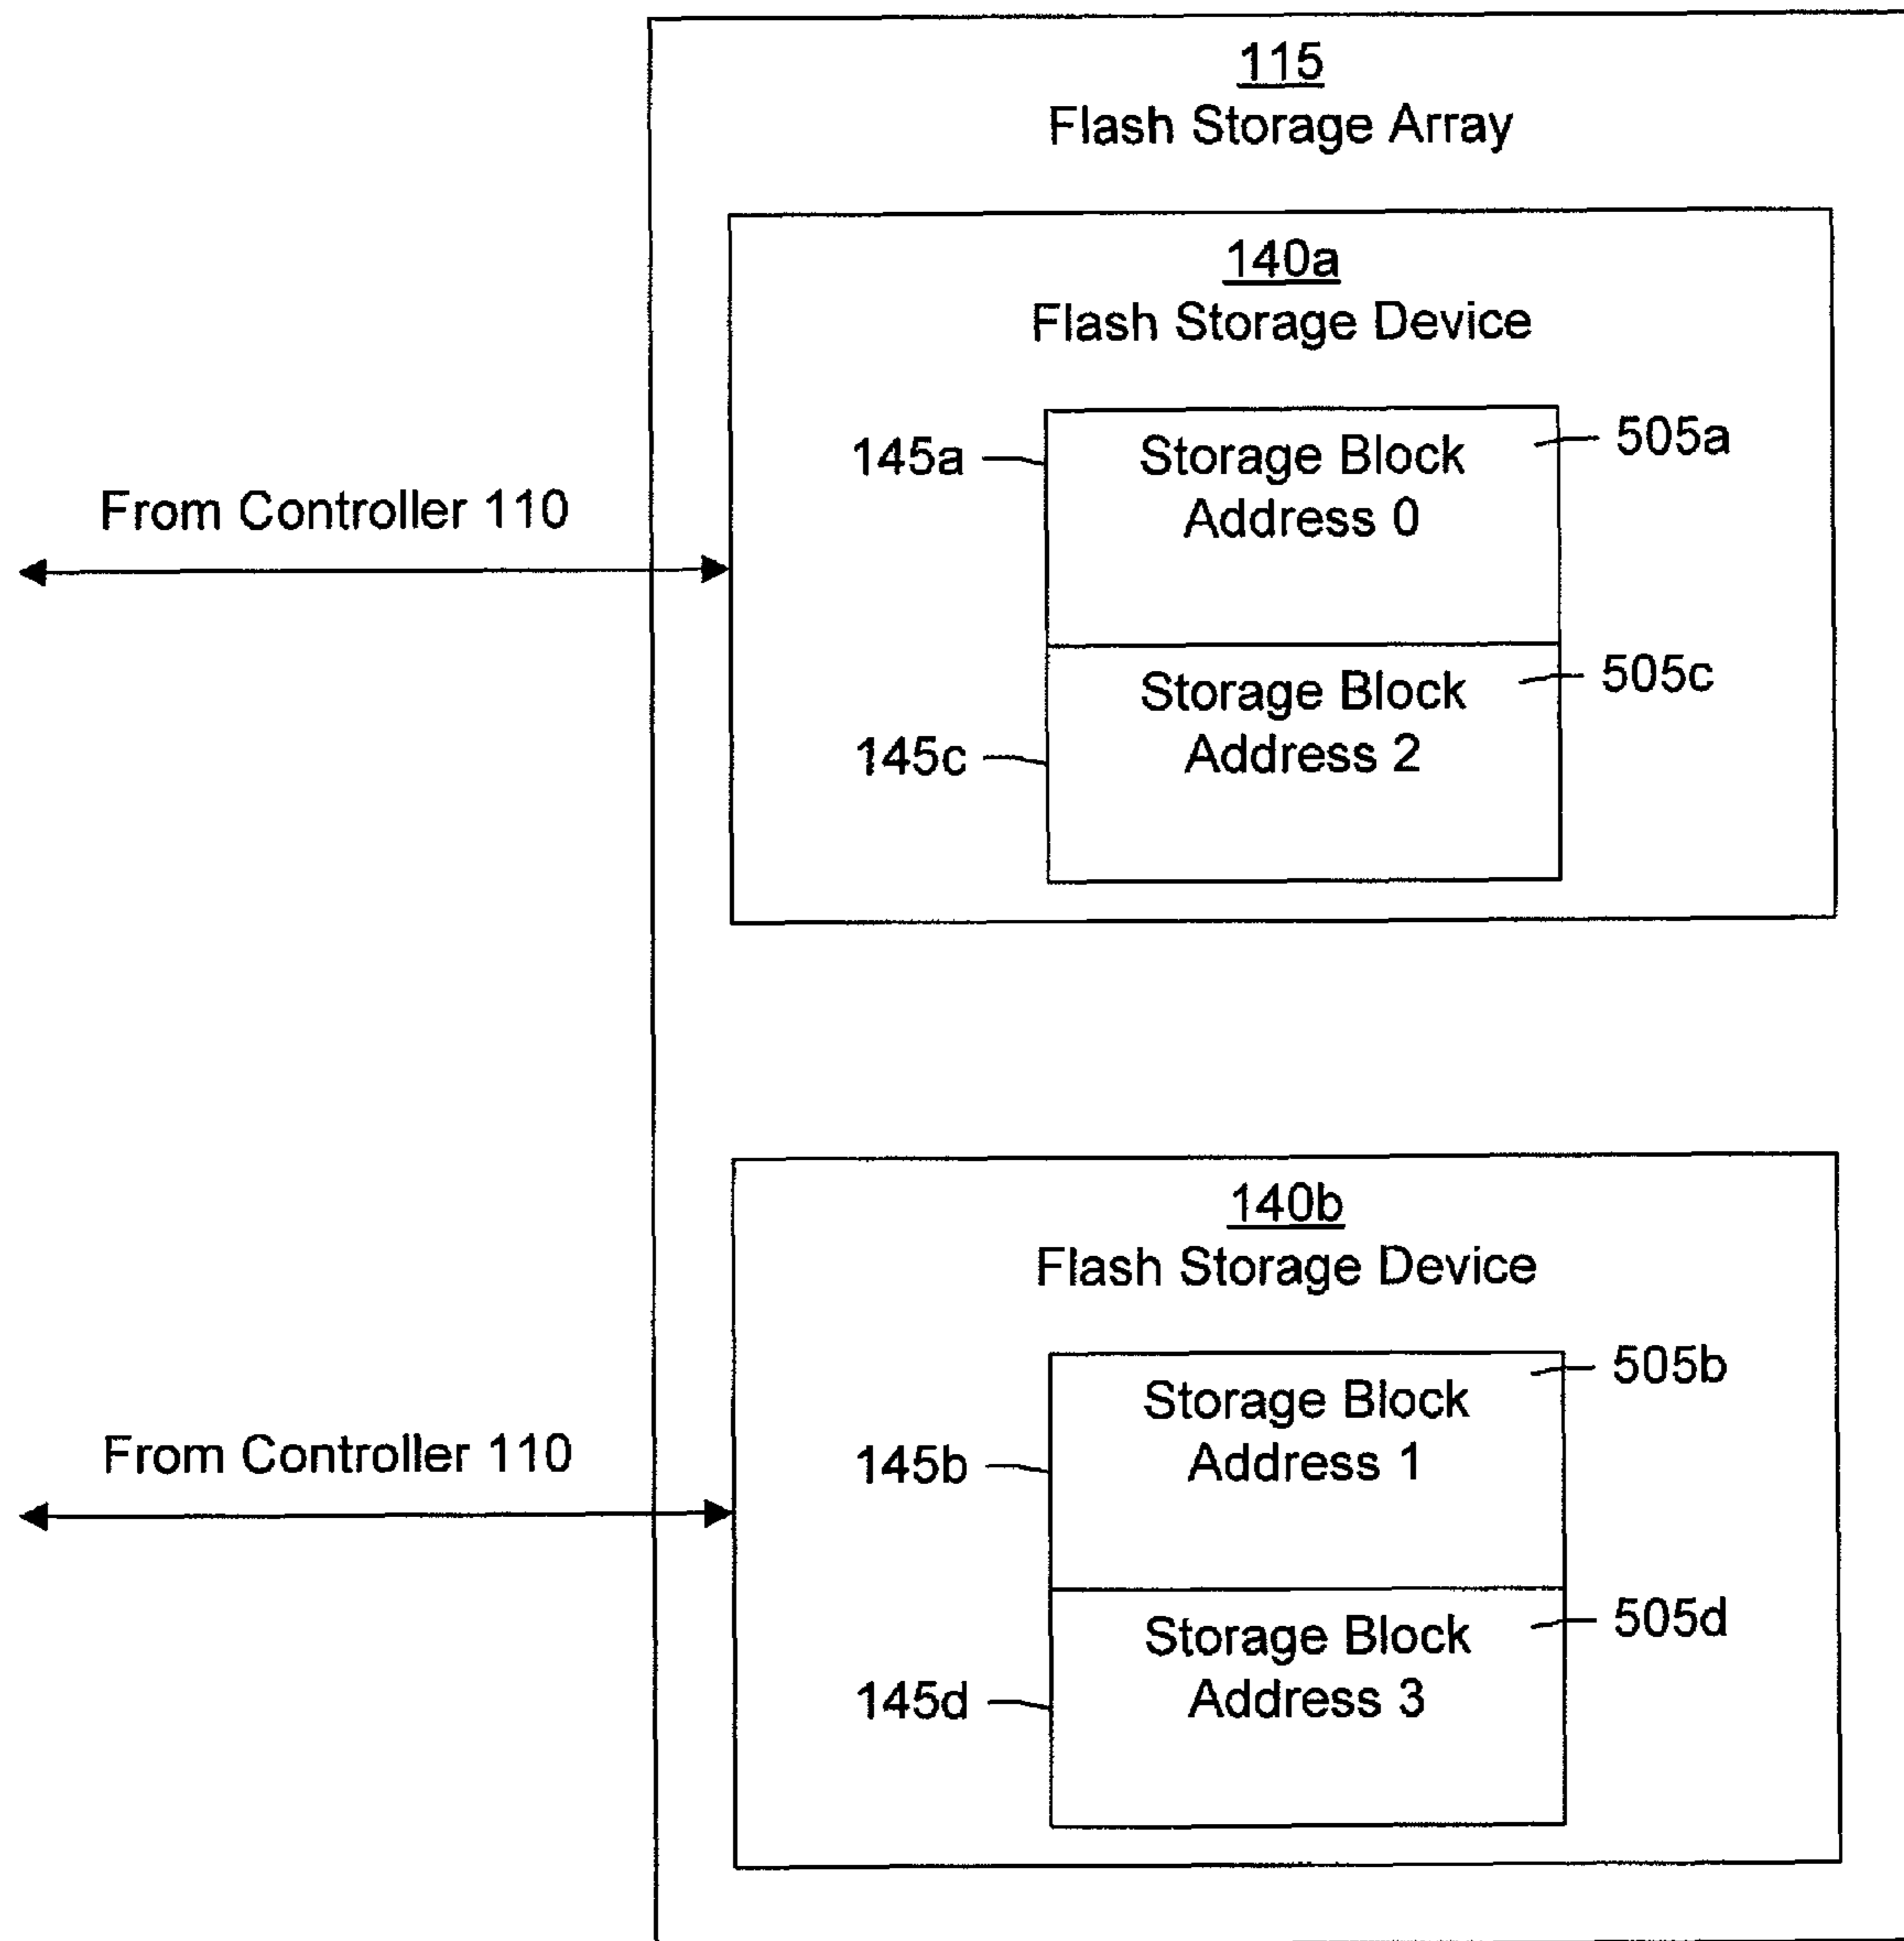 115
Flash Storage Array
140a
Flash Storage Device
145a
Storage Block
Address 0
505a
From Controller 110
145c
Storage Block
Address 2
505c
140b
Flash Storage Device
145b
Storage Block
Address 1
505b
From Controller 110
145d
Storage Block
Address 3
505d